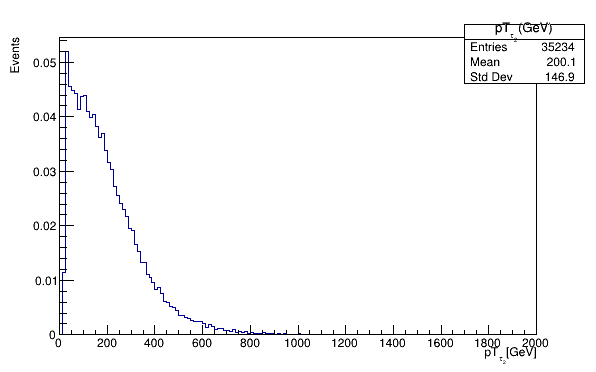 pT_τ₂(GeV)
Entries 35234
Mean 200.1
Std Dev 146.9
Events
0.05
0.04
0.03
0.02
0.01
0
0 200 400 600 800 1000 1200 1400 1600 1800 2000
pT_τ₂[GeV]